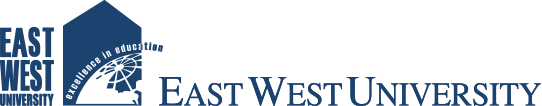 EAST
WEST
UNIVERSITY
excellence in education
EAST WEST UNIVERSITY